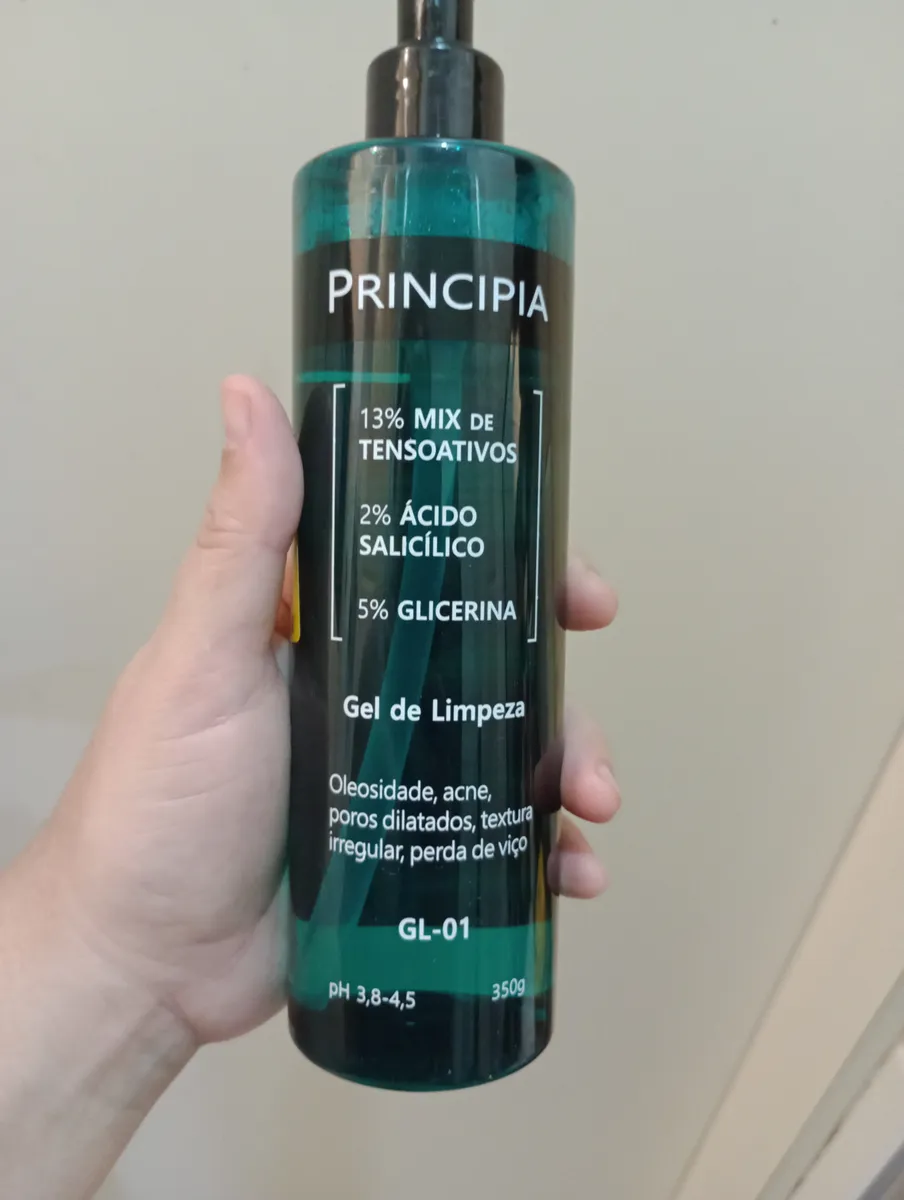 PRINCIPIA
13% MIX DE
TENSOATIVOS
2% ÁCIDO
SALICÍLICO
5% GLICERINA
Gel de Limpeza
Oleosidade, acne,
poros dilatados, textura
irregular, perda de viço
GL-01
pH 3,8-4,5 350g